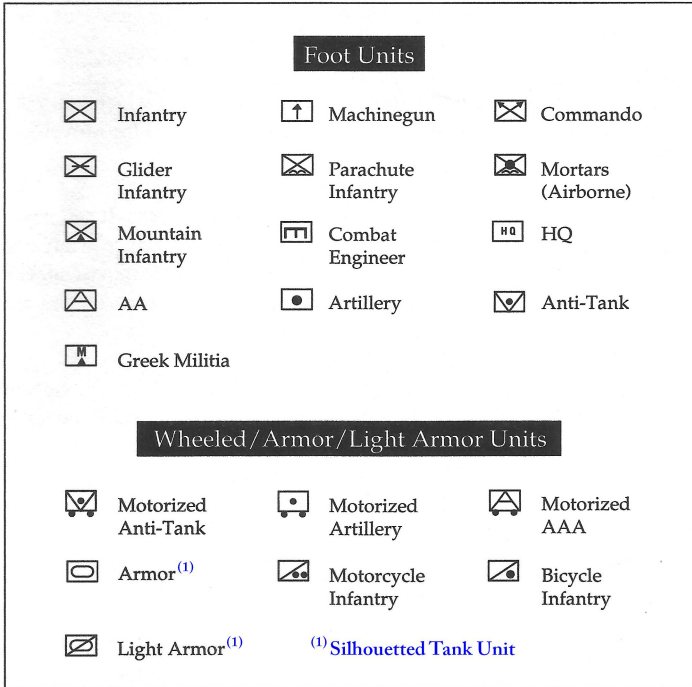 Foot Units
Infantry
Machinegun
Commando
Glider
Infantry
Parachute
Infantry
Mortars
(Airborne)
Mountain
Infantry
Combat
Engineer
HQ HQ
AA
Artillery
Anti-Tank
M
Greek Militia
Wheeled/Armor/Light Armor Units
Motorized
Anti-Tank
Motorized
Artillery
Motorized
AAA
Armor(1)
Motorcycle
Infantry
Bicycle
Infantry
Light Armor(1)
(1) Silhouetted Tank Unit